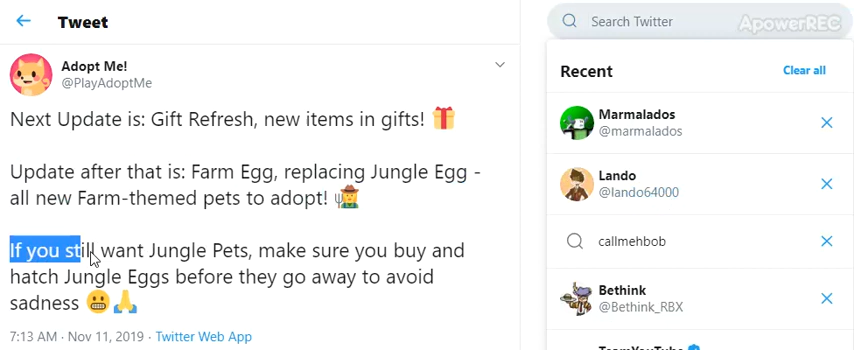 Tweet
Adopt Me!
@PlayAdoptMe
Next Update is: Gift Refresh, new items in gifts! 🎁
Update after that is: Farm Egg, replacing Jungle Egg -
all new Farm-themed pets to adopt! 🧑‍🌾
If you still want Jungle Pets, make sure you buy and
hatch Jungle Eggs before they go away to avoid
sadness 😬🙏
7:13 AM · Nov 11, 2019 · Twitter Web App
Search Twitter
ApowerREC
Recent
Clear all
Marmalados
@marmalados
Lando
@lando64000
callmehbob
Bethink
@Bethink_RBX
TeamYouTube